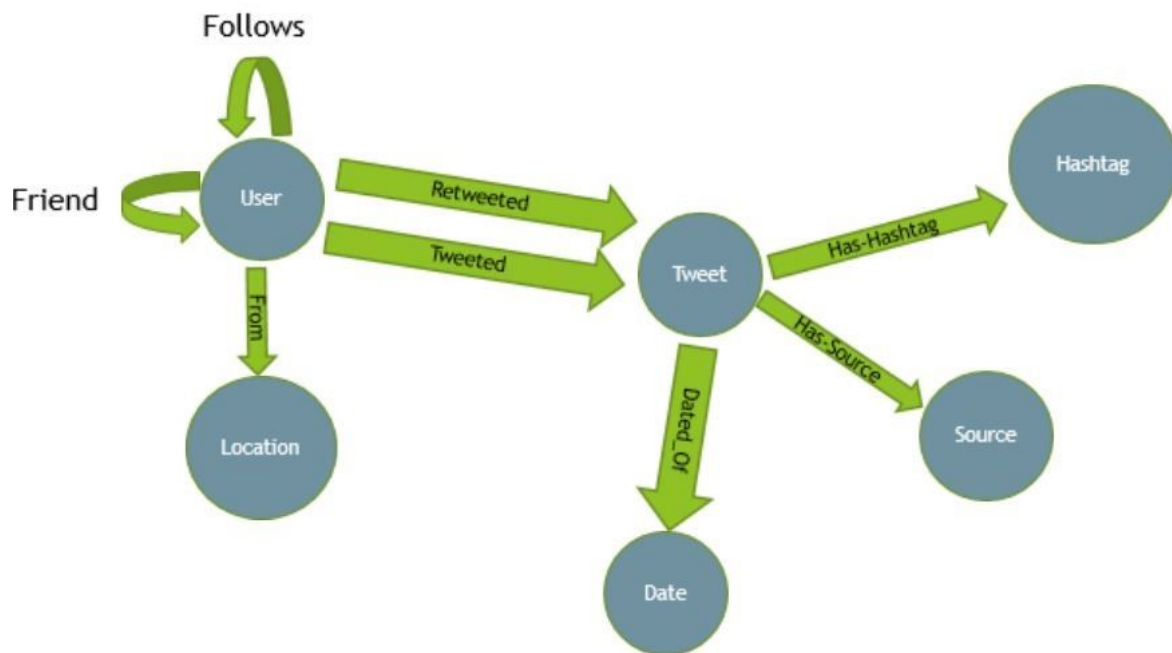 Follows
Friend
User
Retweeted
Tweeted
From
Location
Tweet
Has-Hashtag
Hashtag
Has-Source
Source
Dated_Of
Date